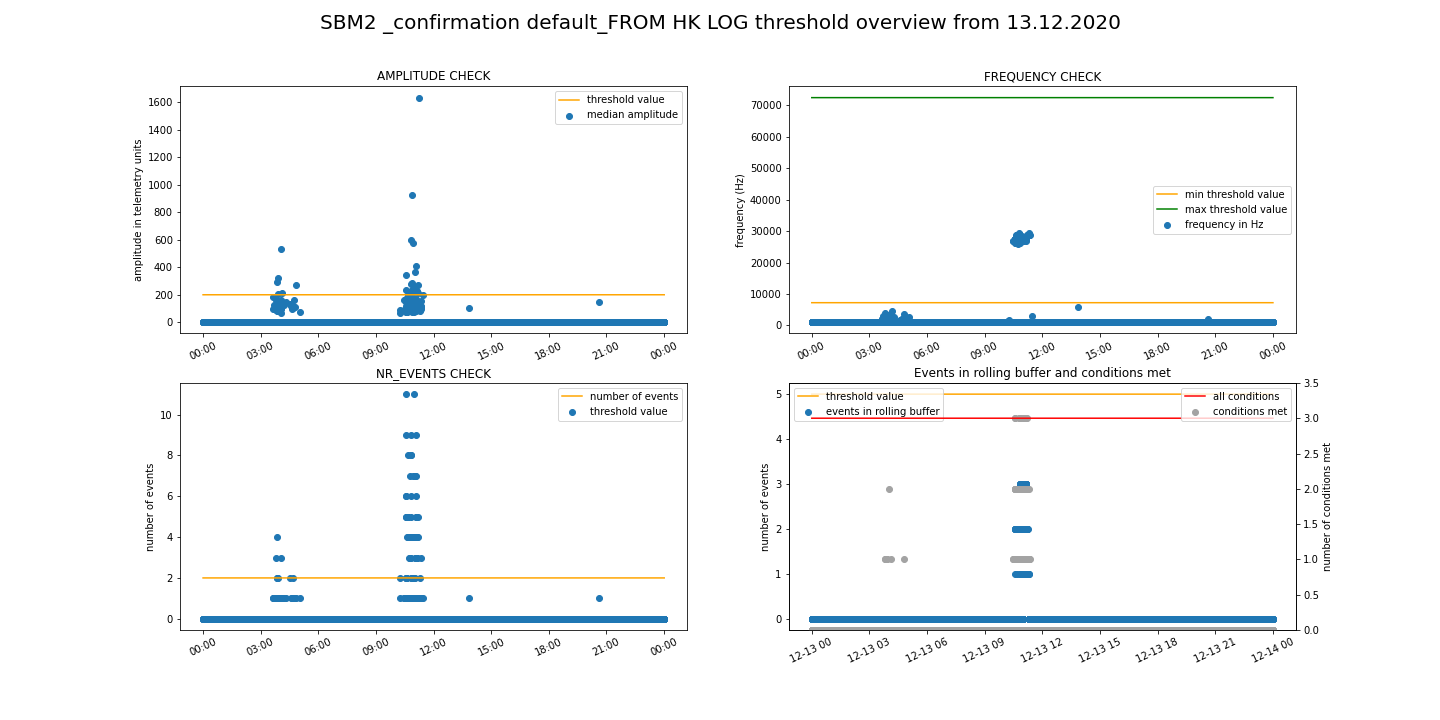 SBM2 _confirmation default_FROM HK LOG threshold overview from 13.12.2020
AMPLITUDE CHECK
amplitude in telemetry units
1600
1400
1200
1000
800
600
400
200
0
threshold value
median amplitude
00:00 03:00 06:00 09:00 12:00 15:00 18:00 21:00 00:00
FREQUENCY CHECK
frequency (Hz)
70000
60000
50000
40000
30000
20000
10000
0
min threshold value
max threshold value
frequency in Hz
00:00 03:00 06:00 09:00 12:00 15:00 18:00 21:00 00:00
NR_EVENTS CHECK
number of events
10
8
6
4
2
0
number of events
threshold value
00:00 03:00 06:00 09:00 12:00 15:00 18:00 21:00 00:00
Events in rolling buffer and conditions met
number of events
5
4
3
2
1
0
threshold value
events in rolling buffer
all conditions
conditions met
3.5
3.0
2.5
2.0
1.5
1.0
0.5
0.0
number of conditions met
12-13 00 12-13 03 12-13 06 12-13 09 12-13 12 12-13 15 12-13 18 12-13 21 12-14 00